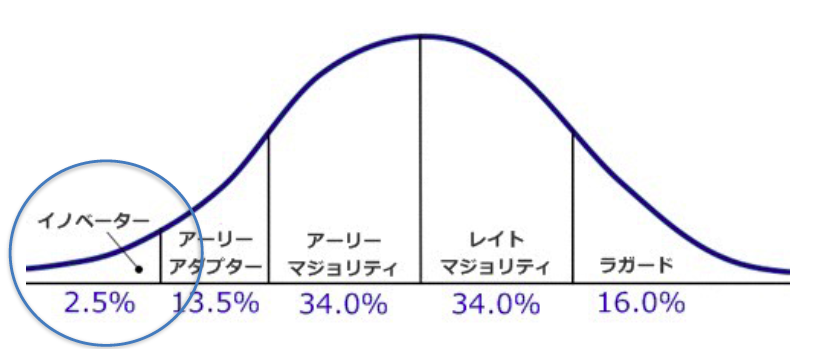 イノベーター
アーリー
アダプター
アーリー
マジョリティ
レイト
マジョリティ
ラガード
2.5%
13.5%
34.0%
34.0%
16.0%